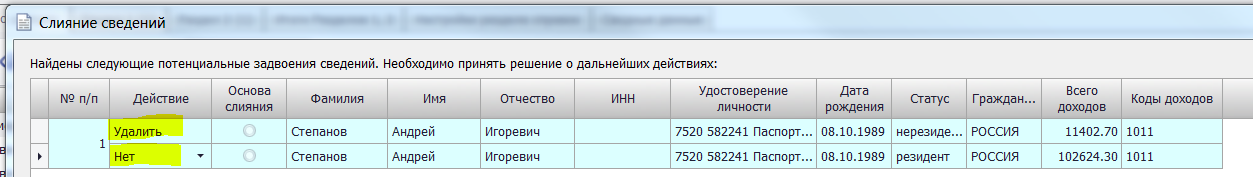 Слияние сведений
Найдены следующие потенциальные задвоения сведений. Необходимо принять решение о дальнейших действиях:
№ п/п Действие Основа слияния Фамилия Имя Отчество ИНН Удостоверение личности Дата рождения Статус Граждан... Всего доходов Коды доходов
1
Удалить Степанов Андрей Игоревич 7520 582241 Паспорт... 08.10.1989 нерезиде... РОССИЯ 11402.70 1011
Нет Степанов Андрей Игоревич 7520 582241 Паспорт... 08.10.1989 резидент РОССИЯ 102624.30 1011